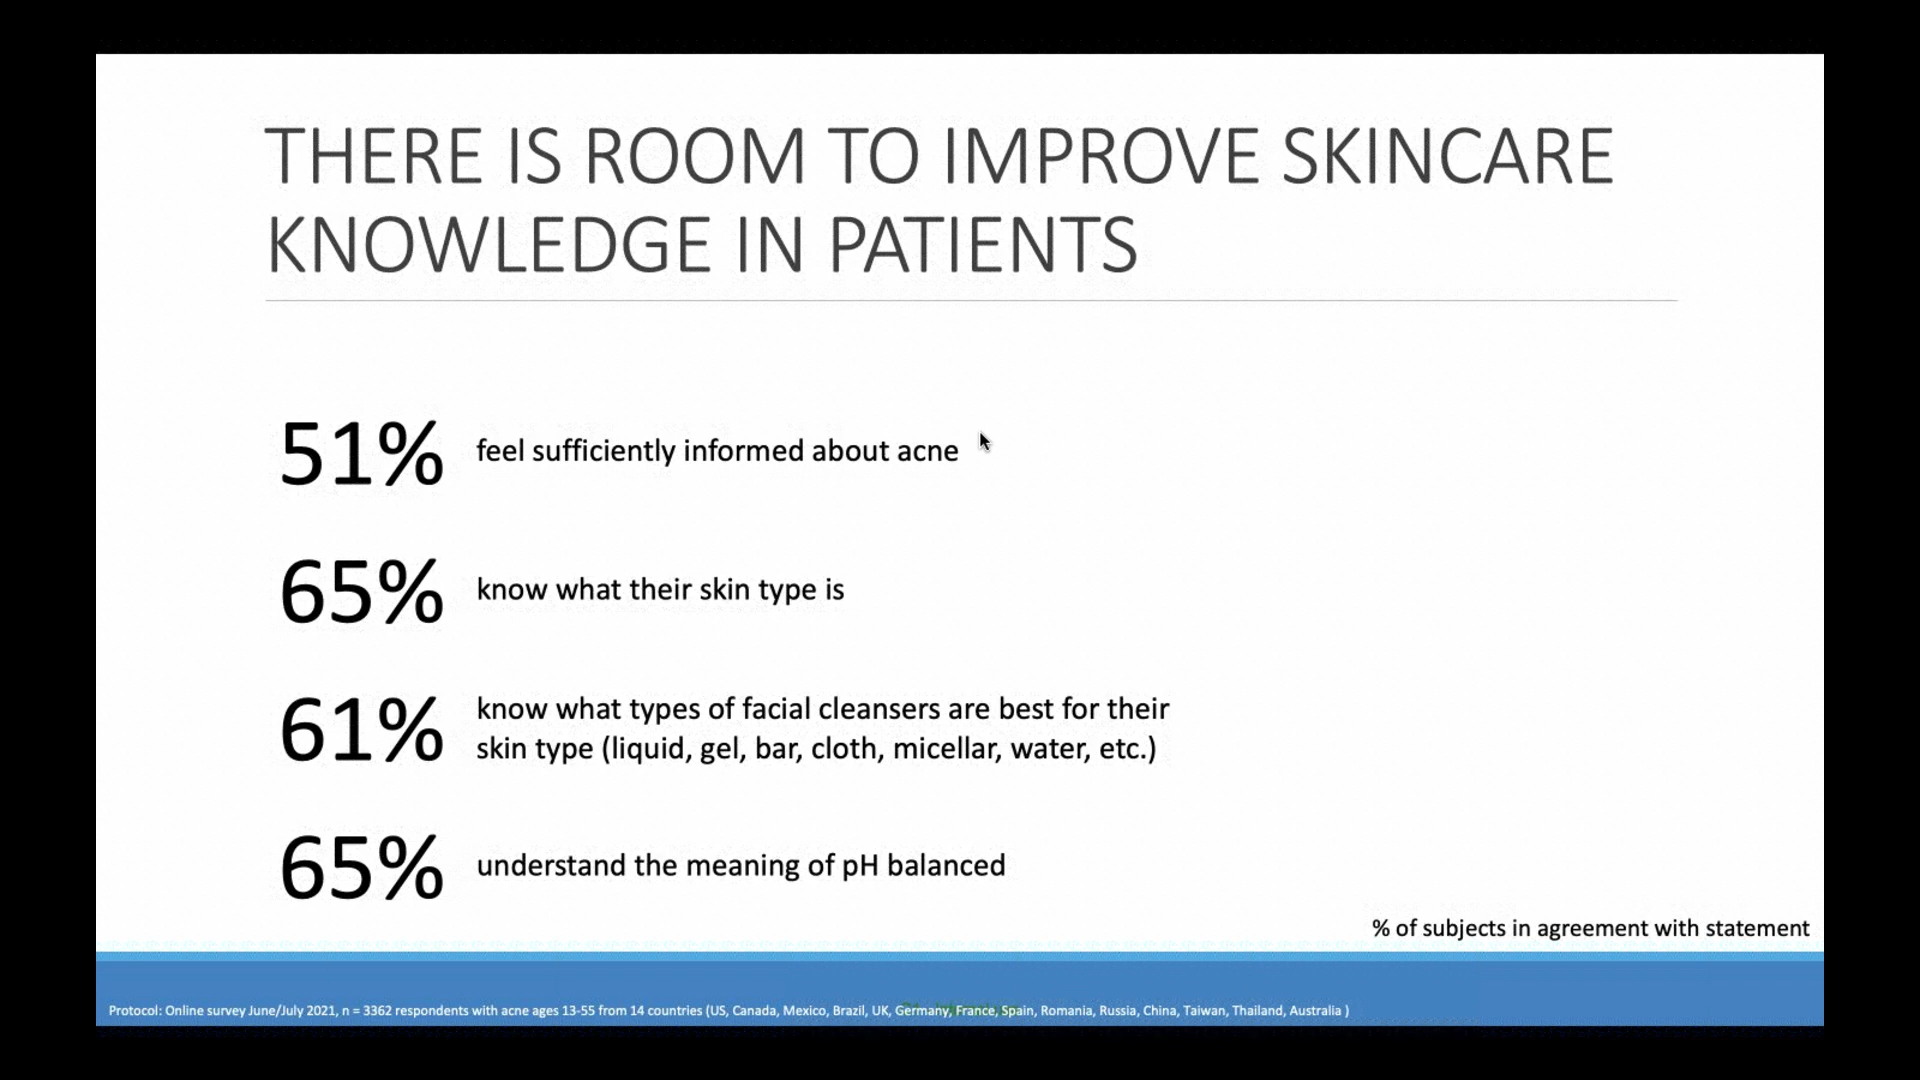 THERE IS ROOM TO IMPROVE SKINCARE
KNOWLEDGE IN PATIENTS
51% feel sufficiently informed about acne
65% know what their skin type is
61% know what types of facial cleansers are best for their
skin type (liquid, gel, bar, cloth, micellar, water, etc.)
65% understand the meaning of pH balanced
% of subjects in agreement with statement
Protocol: Online survey June/July 2021, n = 3362 respondents with acne ages 13-55 from 14 countries (US, Canada, Mexico, Brazil, UK, Germany, France, Spain, Romania, Russia, China, Taiwan, Thailand, Australia )